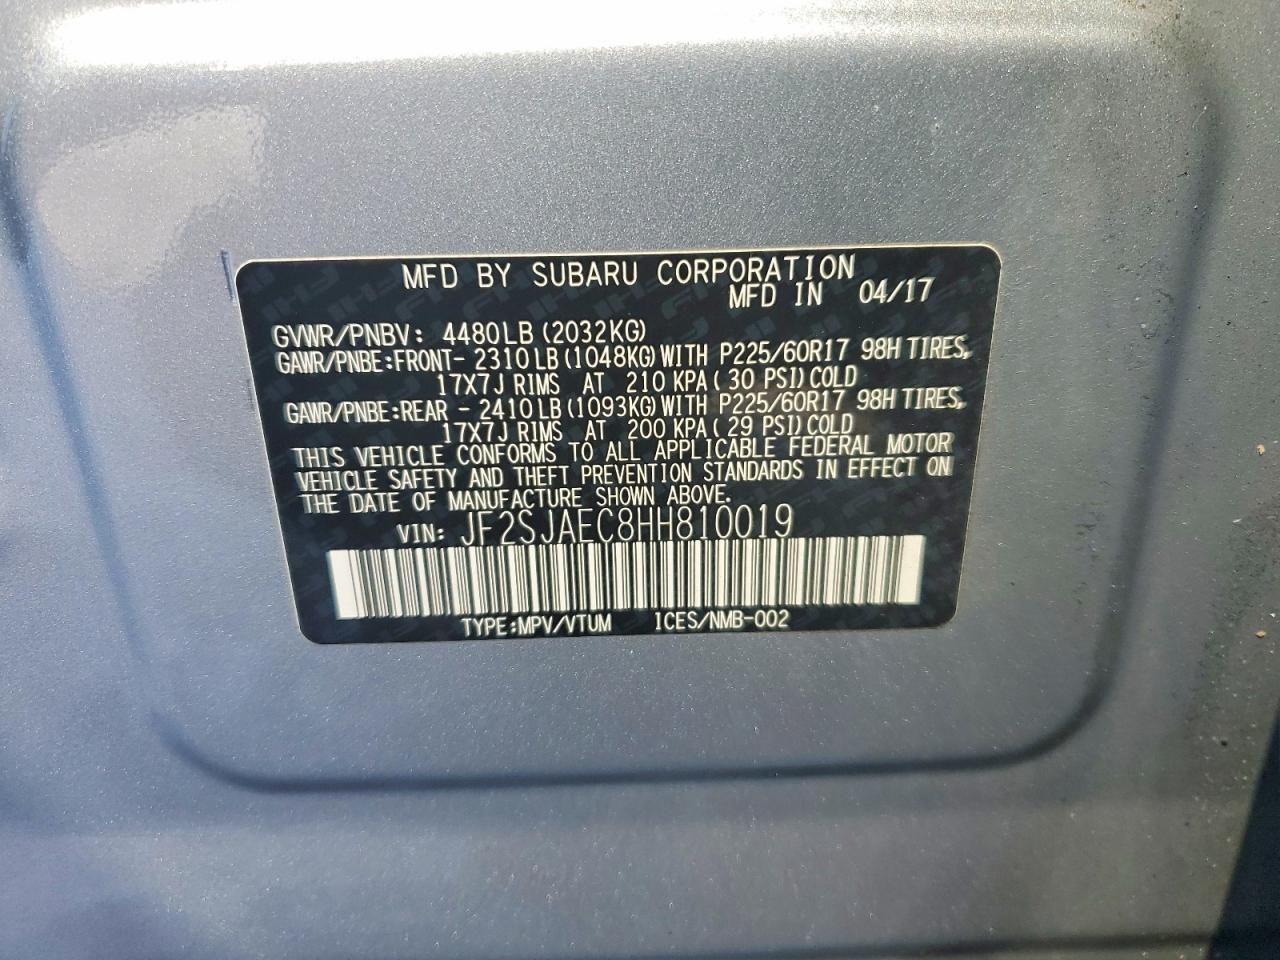 MFD BY SUBARU CORPORATION
MFD IN 04/17
GVWR/PNBV: 4480LB (2032KG)
GAWR/PNBE:FRONT- 2310LB (1048KG) WITH P225/60R17 98H TIRES,
17X7J RIMS AT 210 KPA( 30 PSI)COLD
GAWR/PNBE:REAR - 2410LB (1093KG) WITH P225/60R17 98H TIRES,
17X7J RIMS AT 200 KPA( 29 PSI)COLD
THIS VEHICLE CONFORMS TO ALL APPLICABLE FEDERAL MOTOR
VEHICLE SAFETY AND THEFT PREVENTION STANDARDS IN EFFECT ON
THE DATE OF MANUFACTURE SHOWN ABOVE.
VIN: JF2SJAEC8HH810019
TYPE:MPV/VTUM ICES/NMB-002